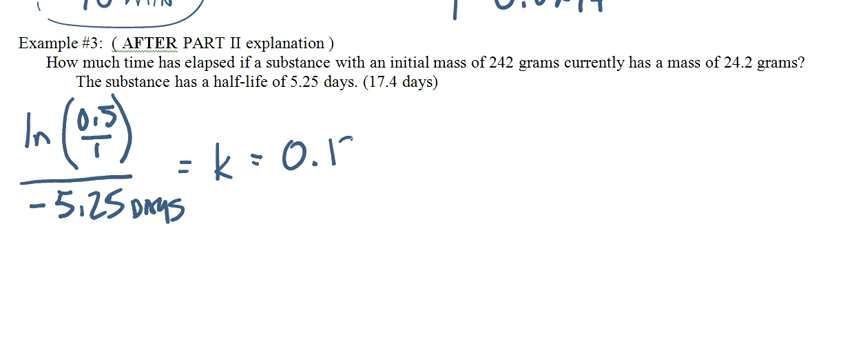 10 MIN
Example #3: ( AFTER PART II explanation )
How much time has elapsed if a substance with an initial mass of 242 grams currently has a mass of 24.2 grams?
The substance has a half-life of 5.25 days. (17.4 days)
ln (0.5/1)
= k = 0.1
-5.25 DAYS